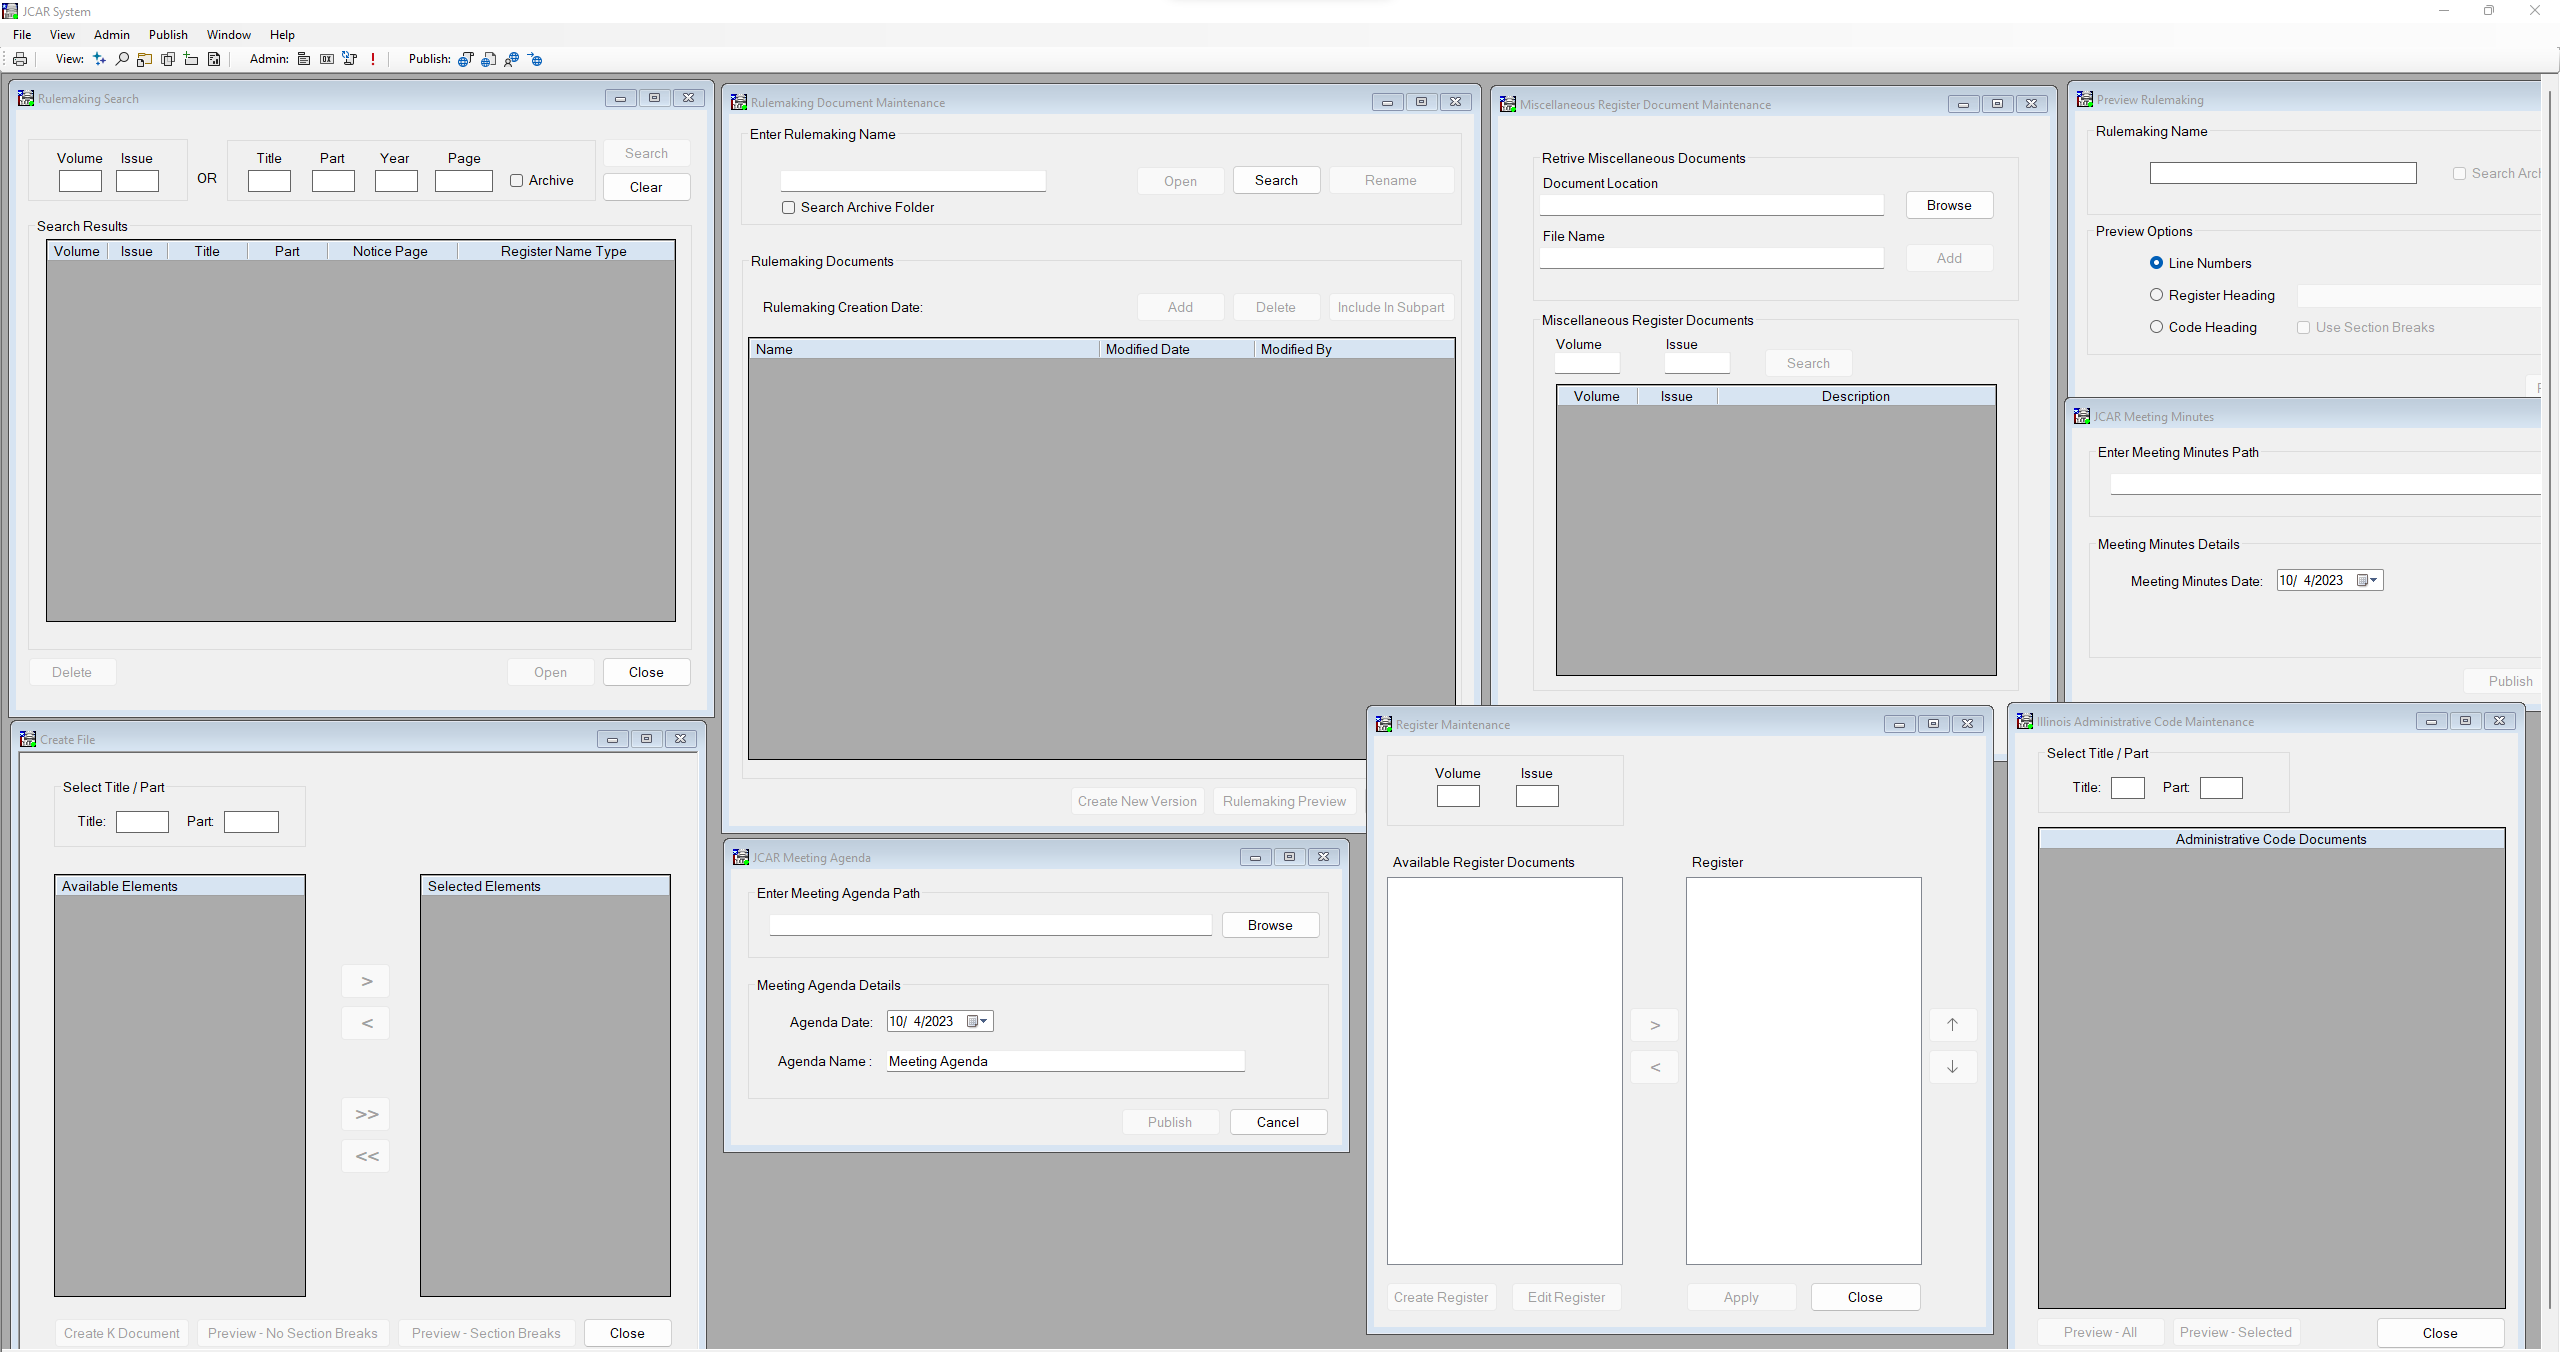 JCAR System
File View Admin Publish Window Help
View: Admin: Publish:
Rulemaking Search
Volume Issue OR Title Part Year Page Archive Search
Clear
Search Results
Volume Issue Title Part Notice Page Register Name Type
Delete Open Close
Rulemaking Document Maintenance
Enter Rulemaking Name
Open Search Rename
Search Archive Folder
Rulemaking Documents
Rulemaking Creation Date: Add Delete Include In Subpart
Name Modified Date Modified By
Create New Version Rulemaking Preview
Miscellaneous Register Document Maintenance
Retrive Miscellaneous Documents
Document Location
Browse
File Name
Add
Miscellaneous Register Documents
Volume Issue
Search
Volume Issue Description
Preview Rulemaking
Rulemaking Name
Search Arch
Preview Options
Line Numbers
Register Heading
Code Heading Use Section Breaks
JCAR Meeting Minutes
Enter Meeting Minutes Path
Meeting Minutes Details
Meeting Minutes Date: 10/ 4/2023
Publish
Create File
Select Title / Part
Title: Part:
Available Elements Selected Elements
>
<
>>
<<
Create K Document Preview - No Section Breaks Preview - Section Breaks Close
JCAR Meeting Agenda
Enter Meeting Agenda Path
Browse
Meeting Agenda Details
Agenda Date: 10/ 4/2023
Agenda Name : Meeting Agenda
Publish Cancel
Register Maintenance
Volume Issue
Available Register Documents Register
> ↑
< ↓
Create Register Edit Register Apply Close
Illinois Administrative Code Maintenance
Select Title / Part
Title: Part:
Administrative Code Documents
Preview - All Preview - Selected Close